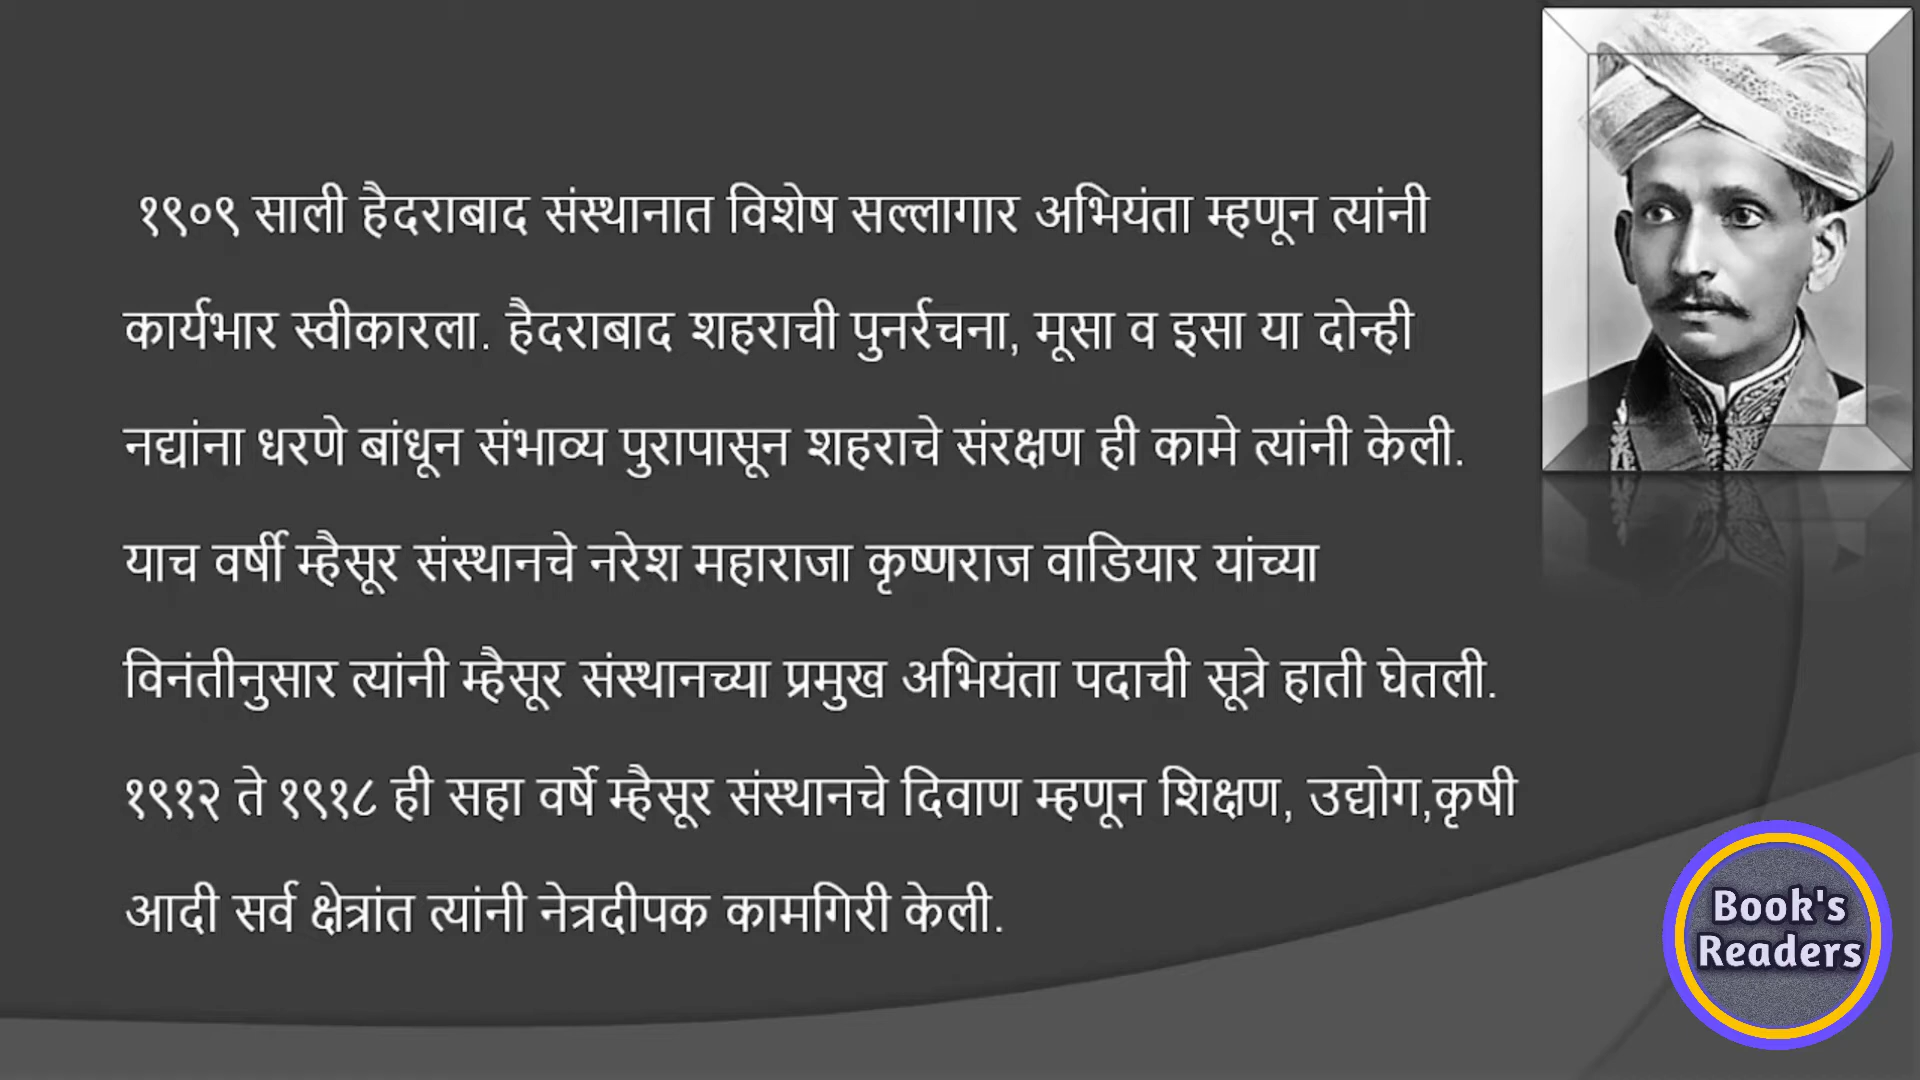 १९०९ साली हैदराबाद संस्थानात विशेष सल्लागार अभियंता म्हणून त्यांनी
कार्यभार स्वीकारला. हैदराबाद शहराची पुनर्रचना, मूसा व इसा या दोन्ही
नद्यांना धरणे बांधून संभाव्य पुरापासून शहराचे संरक्षण ही कामे त्यांनी केली.
याच वर्षी म्हैसूर संस्थानचे नरेश महाराजा कृष्णराज वाडियार यांच्या
विनंतीनुसार त्यांनी म्हैसूर संस्थानच्या प्रमुख अभियंता पदाची सूत्रे हाती घेतली.
१९१२ ते १९१८ ही सहा वर्षे म्हैसूर संस्थानचे दिवाण म्हणून शिक्षण, उद्योग,कृषी
आदी सर्व क्षेत्रांत त्यांनी नेत्रदीपक कामगिरी केली.
Book's
Readers